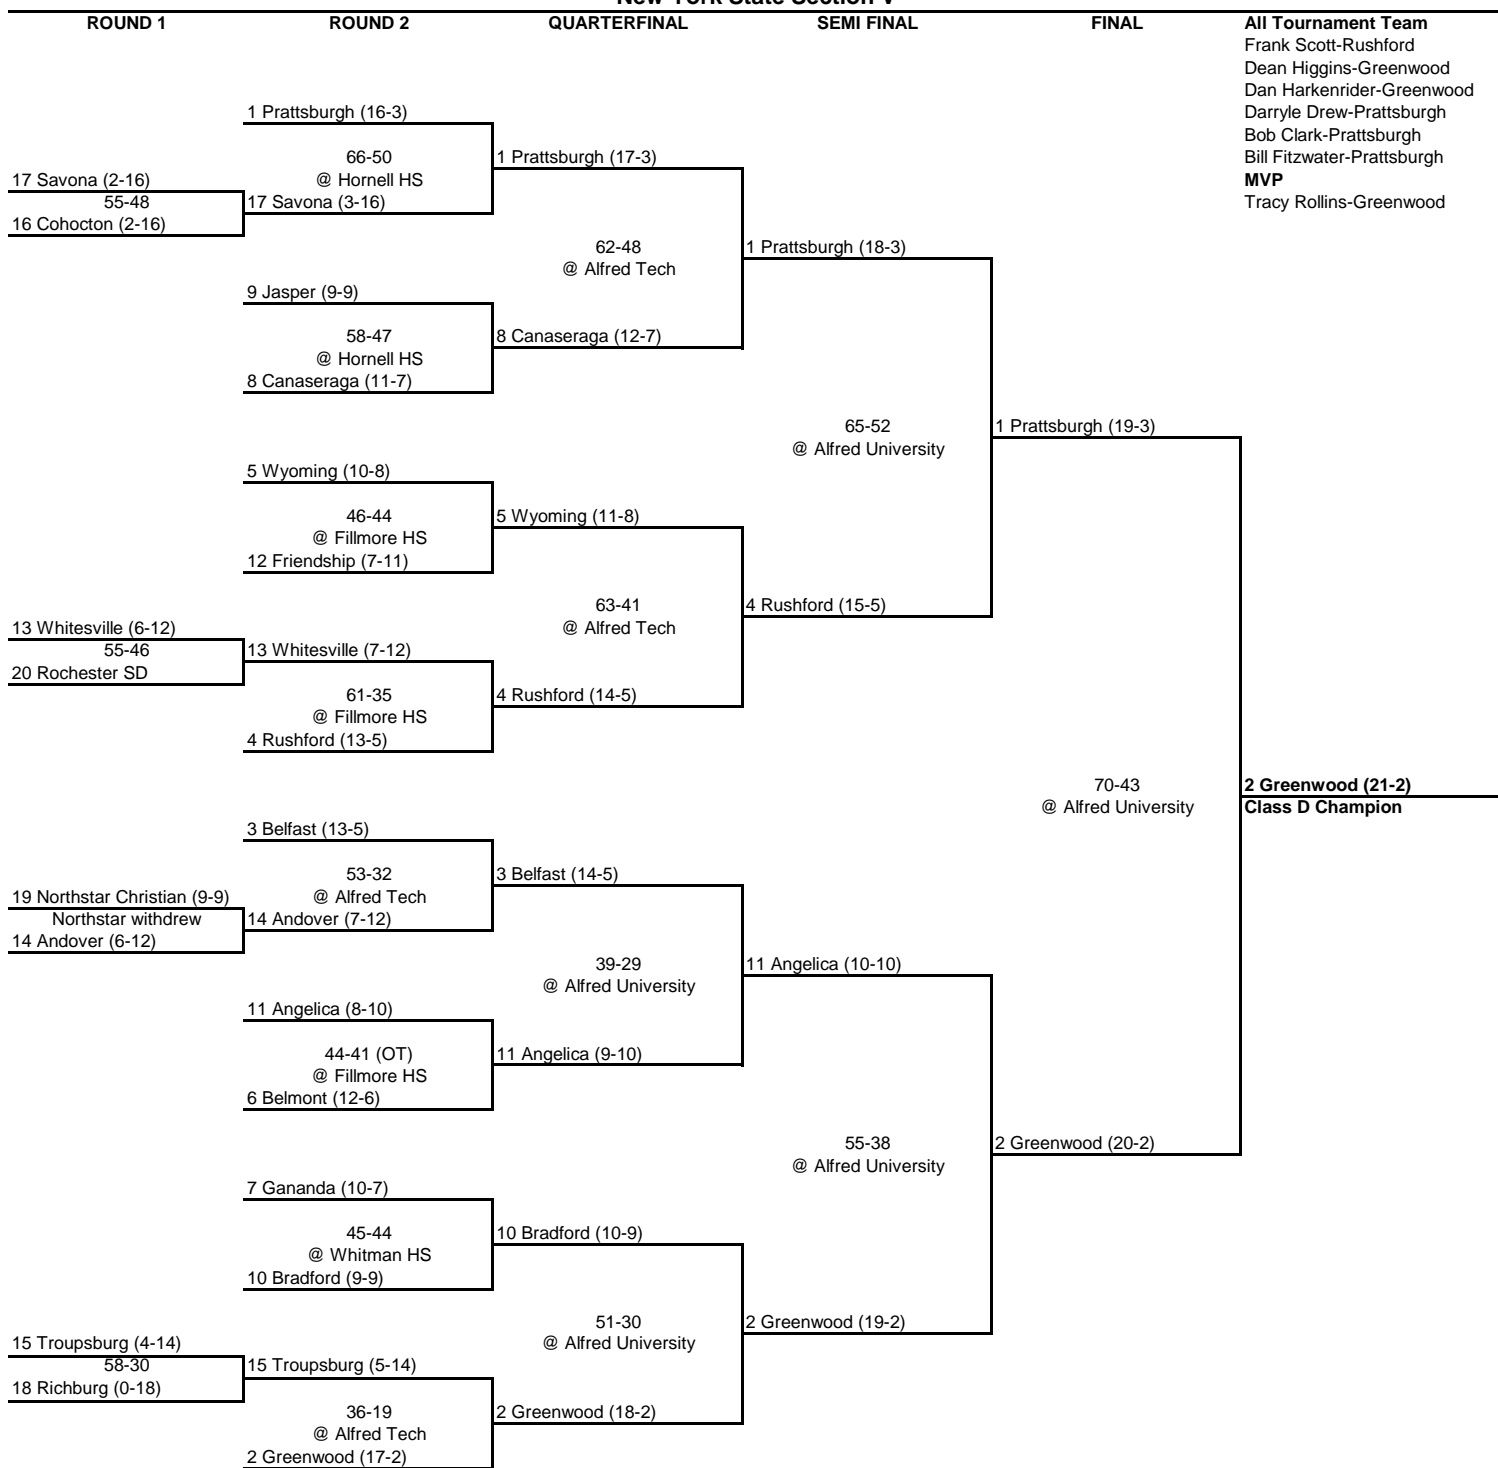 New York State Section V
ROUND 1
ROUND 2
QUARTERFINAL
SEMI FINAL
FINAL
All Tournament Team
Frank Scott-Rushford
Dean Higgins-Greenwood
Dan Harkenrider-Greenwood
Darryle Drew-Prattsburgh
Bob Clark-Prattsburgh
Bill Fitzwater-Prattsburgh
MVP
Tracy Rollins-Greenwood
17 Savona (2-16)
55-48
16 Cohocton (2-16)
13 Whitesville (6-12)
55-46
20 Rochester SD
19 Northstar Christian (9-9)
Northstar withdrew
14 Andover (6-12)
15 Troupsburg (4-14)
58-30
18 Richburg (0-18)
1 Prattsburgh (16-3)
66-50
@ Hornell HS
17 Savona (3-16)
9 Jasper (9-9)
58-47
@ Hornell HS
8 Canaseraga (11-7)
5 Wyoming (10-8)
46-44
@ Fillmore HS
12 Friendship (7-11)
13 Whitesville (7-12)
61-35
@ Fillmore HS
4 Rushford (13-5)
3 Belfast (13-5)
53-32
@ Alfred Tech
14 Andover (7-12)
11 Angelica (8-10)
44-41 (OT)
@ Fillmore HS
6 Belmont (12-6)
7 Gananda (10-7)
45-44
@ Whitman HS
10 Bradford (9-9)
15 Troupsburg (5-14)
36-19
@ Alfred Tech
2 Greenwood (17-2)
1 Prattsburgh (17-3)
62-48
@ Alfred Tech
8 Canaseraga (12-7)
5 Wyoming (11-8)
63-41
@ Alfred Tech
4 Rushford (14-5)
3 Belfast (14-5)
39-29
@ Alfred University
11 Angelica (9-10)
10 Bradford (10-9)
51-30
@ Alfred University
2 Greenwood (18-2)
1 Prattsburgh (18-3)
65-52
@ Alfred University
4 Rushford (15-5)
11 Angelica (10-10)
55-38
@ Alfred University
2 Greenwood (19-2)
1 Prattsburgh (19-3)
70-43
@ Alfred University
2 Greenwood (20-2)
2 Greenwood (21-2)
Class D Champion